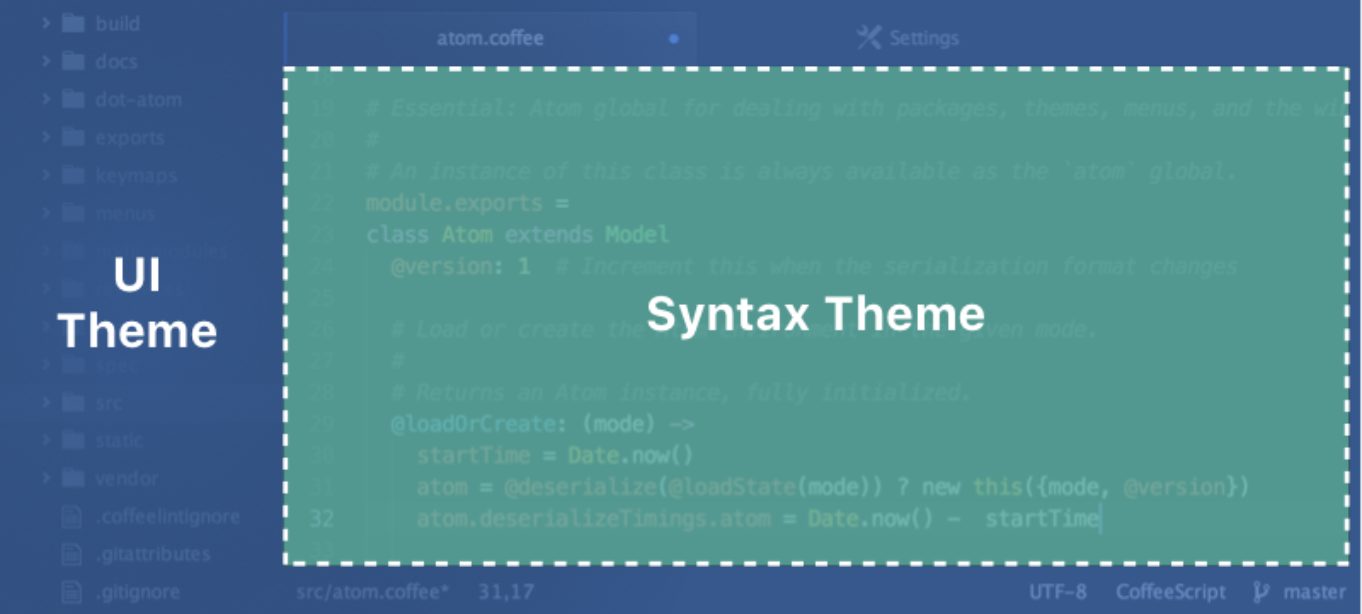 build
docs
dot-atom
exports
keymaps
menus
UI
Theme
spec
src
static
vendor
.coffeelintignore
.gitattributes
.gitignore
atom.coffee
Settings
19 # Essential: Atom global for dealing with packages, themes, menus, and the wi
20 #
21 # An instance of this class is always available as the `atom` global.
22 module.exports =
23 class Atom extends Model
24 @version: 1 # Increment this when the serialization format changes
25
Syntax Theme
26 # Load or create the given mode.
27 #
28 # Returns an Atom instance, fully initialized.
29 @loadOrCreate: (mode) ->
30 startTime = Date.now()
31 atom = @deserialize(@loadState(mode)) ? new this({mode, @version})
32 atom.deserializeTimings.atom = Date.now() - startTime
33
src/atom.coffee* 31,17 UTF-8 CoffeeScript master